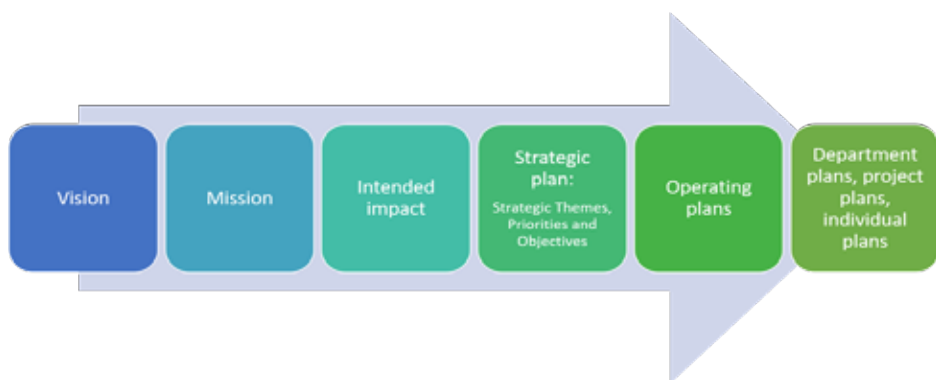 Vision
Mission
Intended
impact
Strategic
plan:
Strategic Themes,
Priorities and
Objectives
Operating
plans
Department
plans, project
plans,
individual
plans